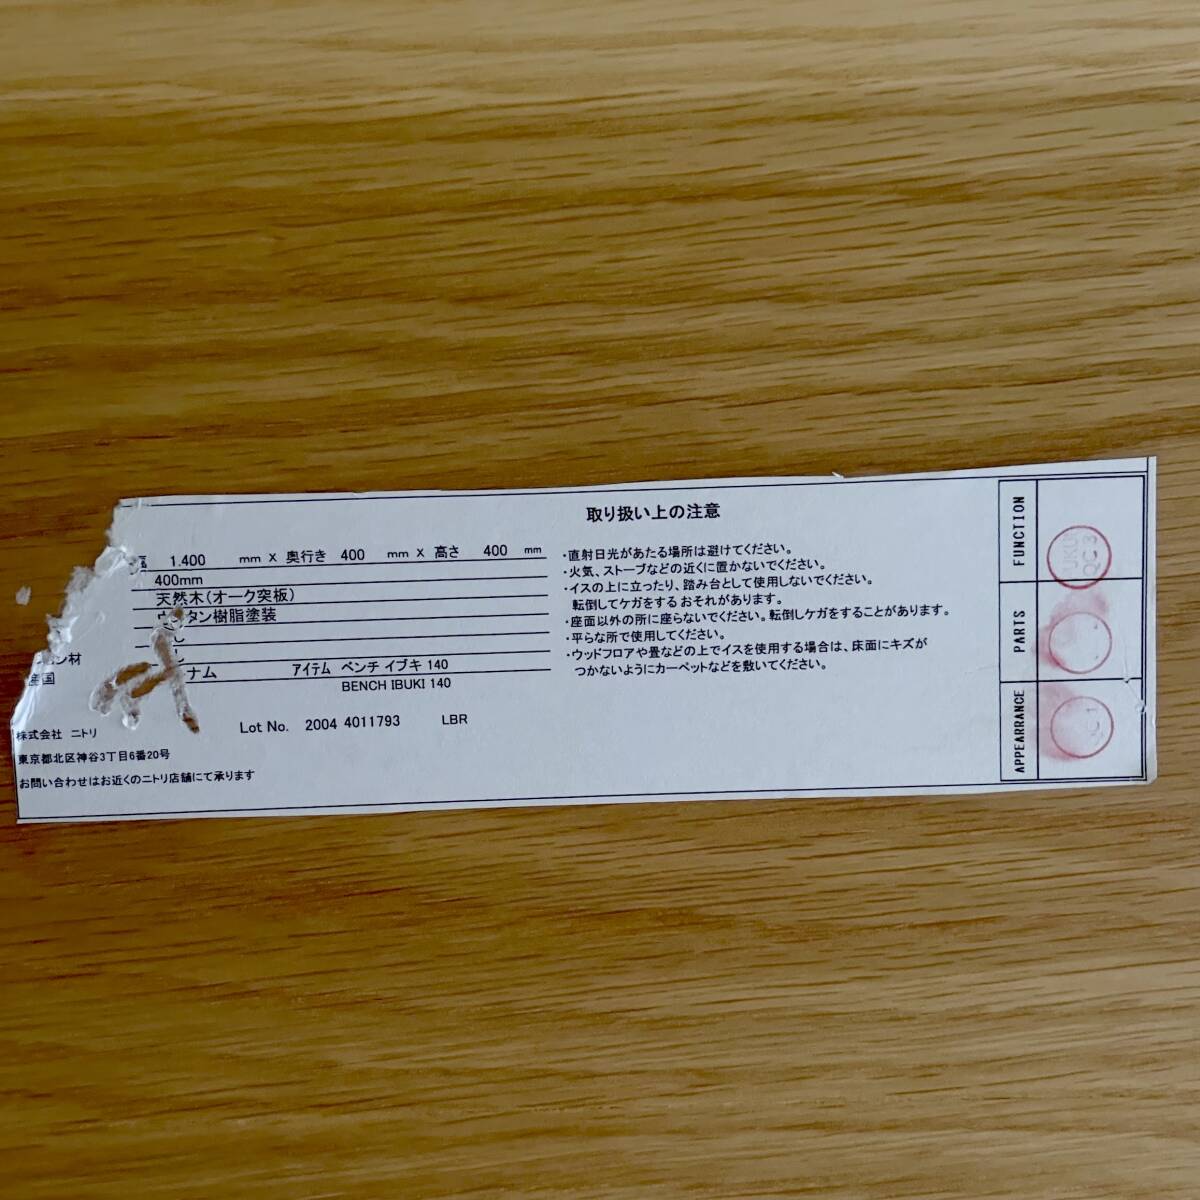 1.400 mm X 奥行き 400 mm X 高さ 400 mm
400mm
天然木(オーク突板)
タン樹脂塗装
ン材
ナム アイテム ベンチ イブキ 140
BENCH IBUKI 140
Lot No. 2004 4011793 LBR
株式会社 ニトリ
東京都北区神谷3丁目6番20号
お問い合わせはお近くのニトリ店舗にて承ります
取り扱い上の注意
・直射日光があたる場所は避けてください。
・火気、ストーブなどの近くに置かないでください。
・イスの上に立ったり、踏み台として使用しないでください。
転倒してケガをする おそれがあります。
・座面以外の所に座らないでください。転倒しケガをすることがあります。
・平らな所で使用してください。
・ウッドフロアや畳などの上でイスを使用する場合は、床面にキズが
つかないようにカーペットなどを敷いてください。
FUNCTION
QC 3
PARTS
APPEARRANCE